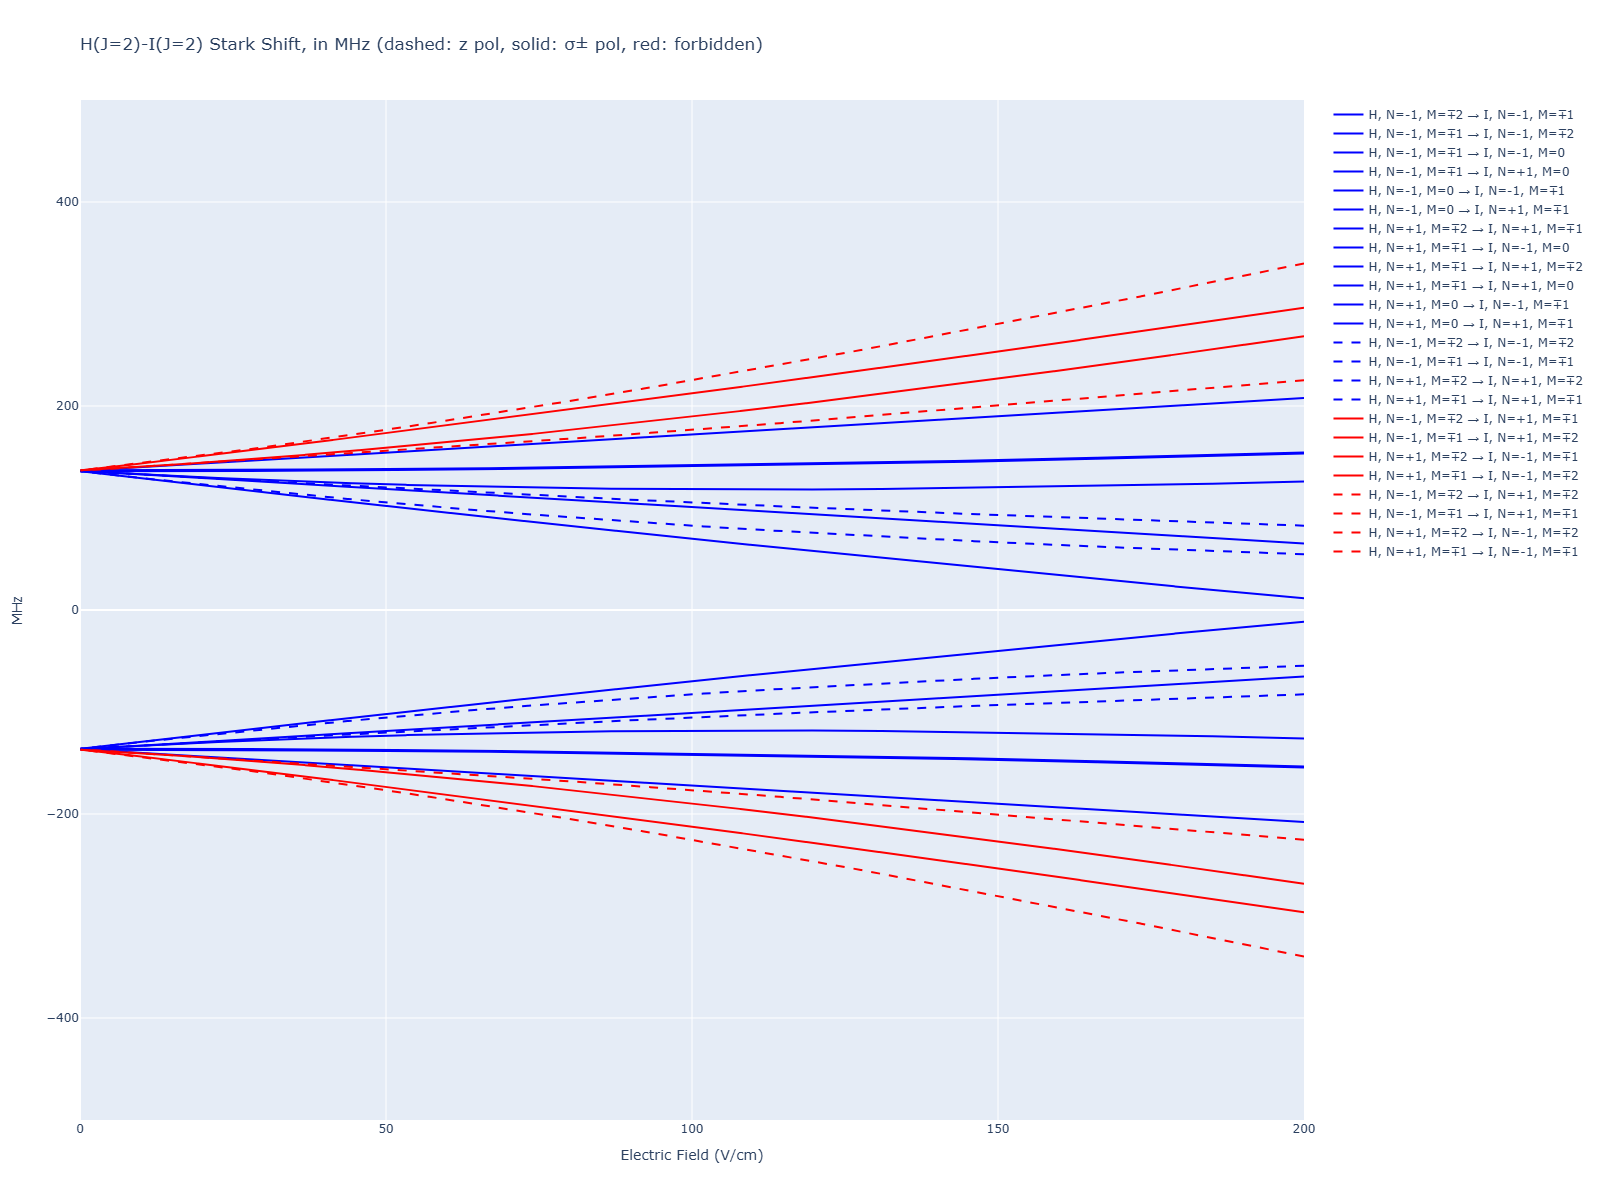 H(J=2)-I(J=2) Stark Shift, in MHz (dashed: z pol, solid: σ± pol, red: forbidden)
400
200
0
−200
−400
MHz
0
50
100
150
200
Electric Field (V/cm)
H, N=-1, M=∓2 → I, N=-1, M=∓1
H, N=-1, M=∓1 → I, N=-1, M=∓2
H, N=-1, M=∓1 → I, N=-1, M=0
H, N=-1, M=∓1 → I, N=+1, M=0
H, N=-1, M=0 → I, N=-1, M=∓1
H, N=-1, M=0 → I, N=+1, M=∓1
H, N=+1, M=∓2 → I, N=+1, M=∓1
H, N=+1, M=∓1 → I, N=-1, M=0
H, N=+1, M=∓1 → I, N=+1, M=∓2
H, N=+1, M=∓1 → I, N=+1, M=0
H, N=+1, M=0 → I, N=-1, M=∓1
H, N=+1, M=0 → I, N=+1, M=∓1
H, N=-1, M=∓2 → I, N=-1, M=∓2
H, N=-1, M=∓1 → I, N=-1, M=∓1
H, N=+1, M=∓2 → I, N=+1, M=∓2
H, N=+1, M=∓1 → I, N=+1, M=∓1
H, N=-1, M=∓2 → I, N=+1, M=∓1
H, N=-1, M=∓1 → I, N=+1, M=∓2
H, N=+1, M=∓2 → I, N=-1, M=∓1
H, N=+1, M=∓1 → I, N=-1, M=∓2
H, N=-1, M=∓2 → I, N=+1, M=∓2
H, N=-1, M=∓1 → I, N=+1, M=∓1
H, N=+1, M=∓2 → I, N=-1, M=∓2
H, N=+1, M=∓1 → I, N=-1, M=∓1